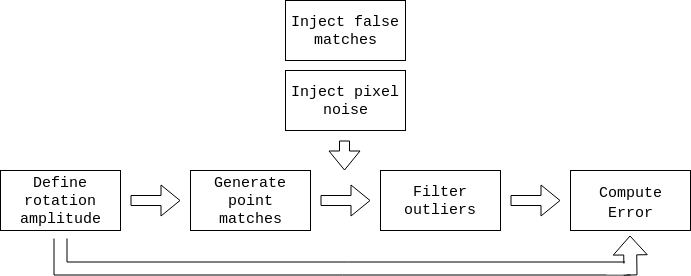 Inject false
matches
Inject pixel
noise
Define
rotation
amplitude
Generate
point
matches
Filter
outliers
Compute
Error